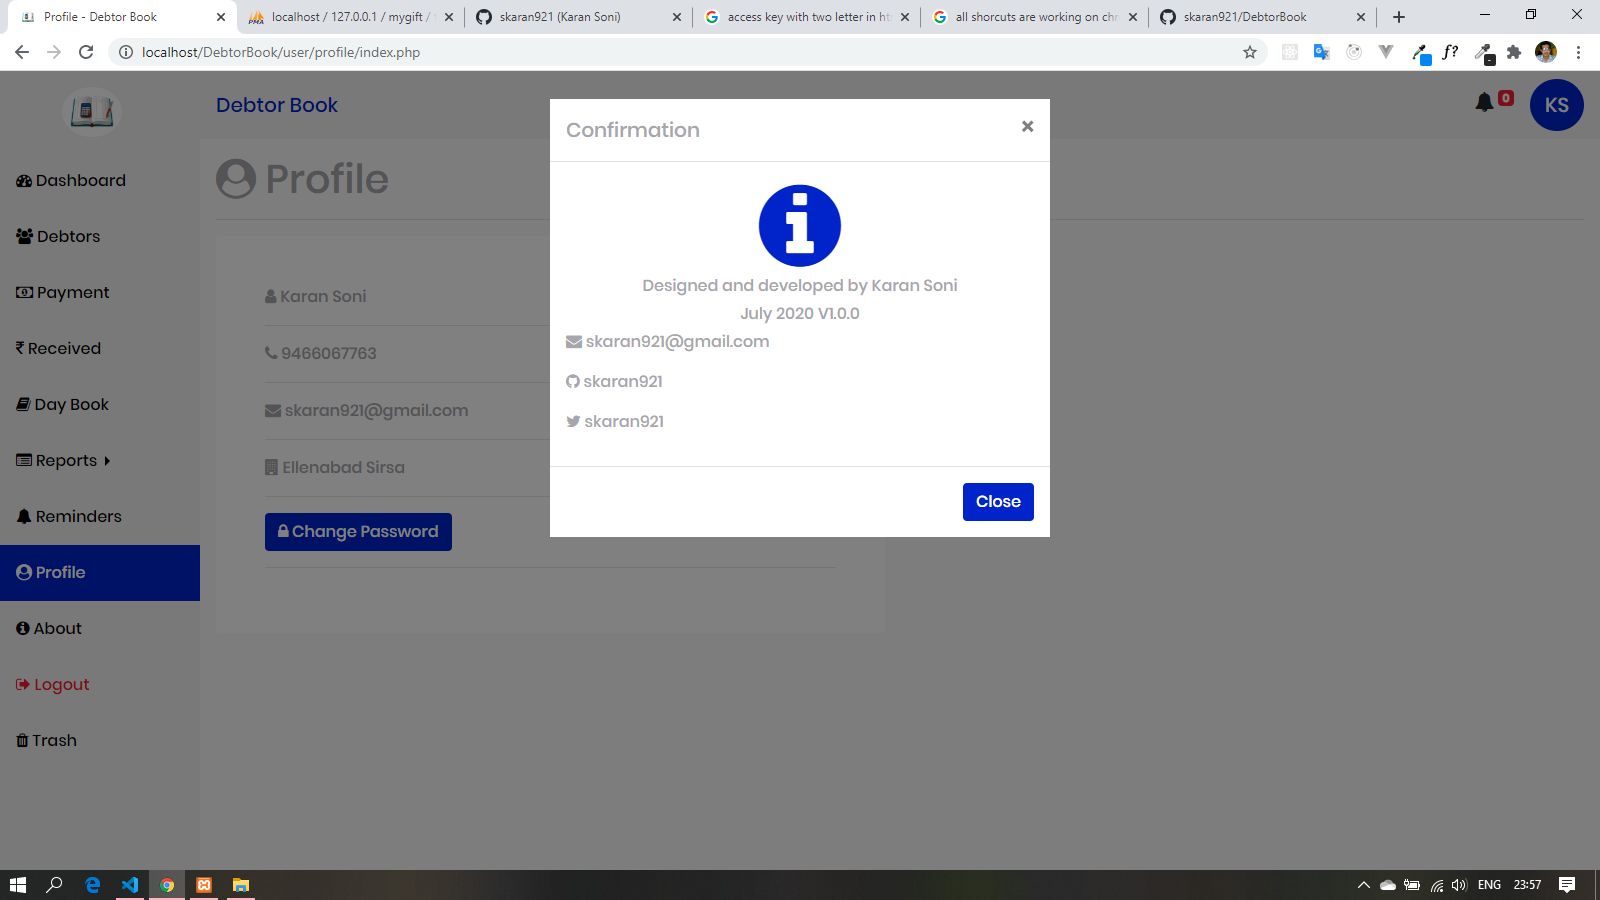 Profile - Debtor Book
localhost / 127.0.0.1 / mygift /
skaran921 (Karan Soni)
access key with two letter in ht
all shorcuts are working on chr
skaran921/DebtorBook
localhost/DebtorBook/user/profile/index.php
f?
Debtor Book
0
KS
Dashboard
Debtors
Payment
₹ Received
Day Book
Reports
Reminders
Profile
About
Logout
Trash
Profile
Karan Soni
9466067763
skaran921@gmail.com
Ellenabad Sirsa
Change Password
Confirmation
×
Designed and developed by Karan Soni
July 2020 V1.0.0
skaran921@gmail.com
skaran921
skaran921
Close
ENG
23:57